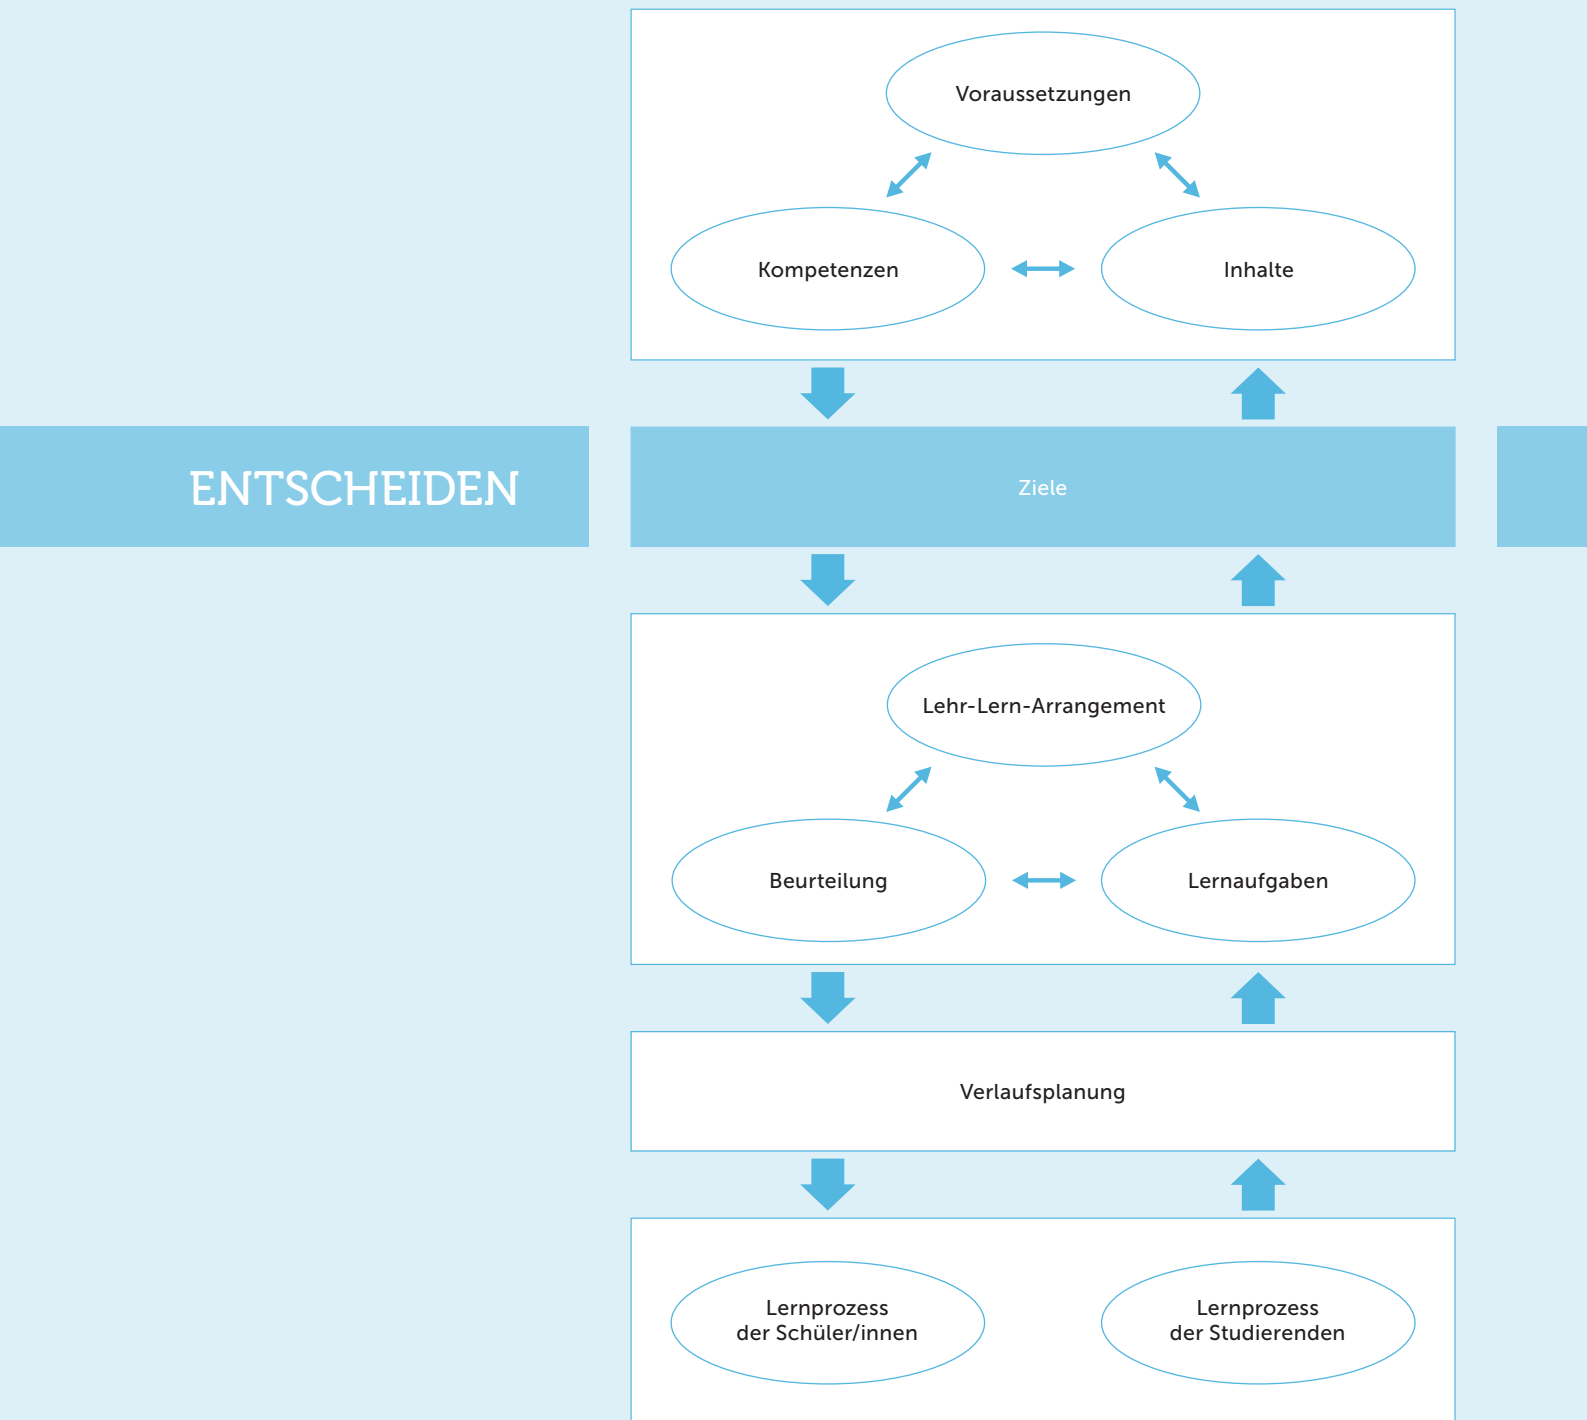 Voraussetzungen
Kompetenzen
Inhalte
ENTSCHEIDEN
Ziele
Lehr-Lern-Arrangement
Beurteilung
Lernaufgaben
Verlaufsplanung
Lernprozess
der Schüler/innen
Lernprozess
der Studierenden